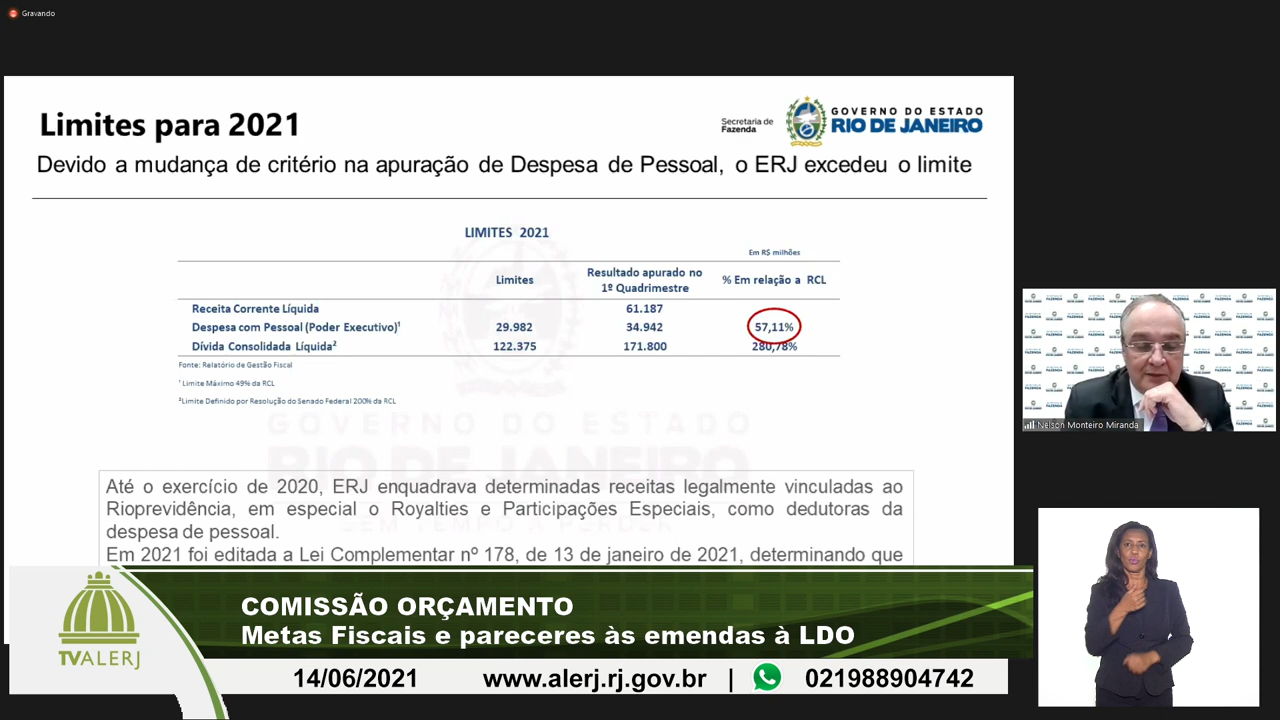 Gravando
Limites para 2021
Secretaria de
Fazenda
GOVERNO DO ESTADO
RIO DE JANEIRO
Devido a mudança de critério na apuração de Despesa de Pessoal, o ERJ excedeu o limite
LIMITES 2021
Em R$ milhões
Limites
Resultado apurado no
1º Quadrimestre
% Em relação a RCL
Receita Corrente Líquida 61.187
Despesa com Pessoal (Poder Executivo)¹ 29.982 34.942 57,11%
Dívida Consolidada Líquida² 122.375 171.800 280,78%
Fonte: Relatório de Gestão Fiscal
¹ Limite Máximo 49% da RCL
²Limite Definido por Resolução do Senado Federal 200% da RCL
GOVERNO DO ESTADO
RIO DE JANEIRO
Até o exercício de 2020, ERJ enquadrava determinadas receitas legalmente vinculadas ao
Rioprevidência, em especial o Royalties e Participações Especiais, como dedutoras da
despesa de pessoal.
Em 2021 foi editada a Lei Complementar nº 178, de 13 de janeiro de 2021, determinando que
Nelson Monteiro Miranda
TVALERJ
COMISSÃO ORÇAMENTO
Metas Fiscais e pareceres às emendas à LDO
14/06/2021 www.alerj.rj.gov.br | 021988904742